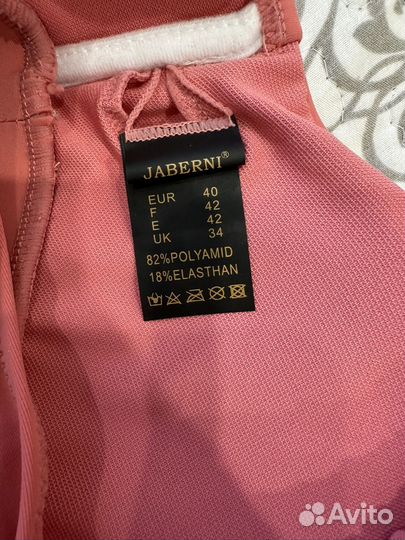 JABERNI®
EUR 40
F 42
E 42
UK 34
82%POLYAMID
18%ELASTHAN
Avito